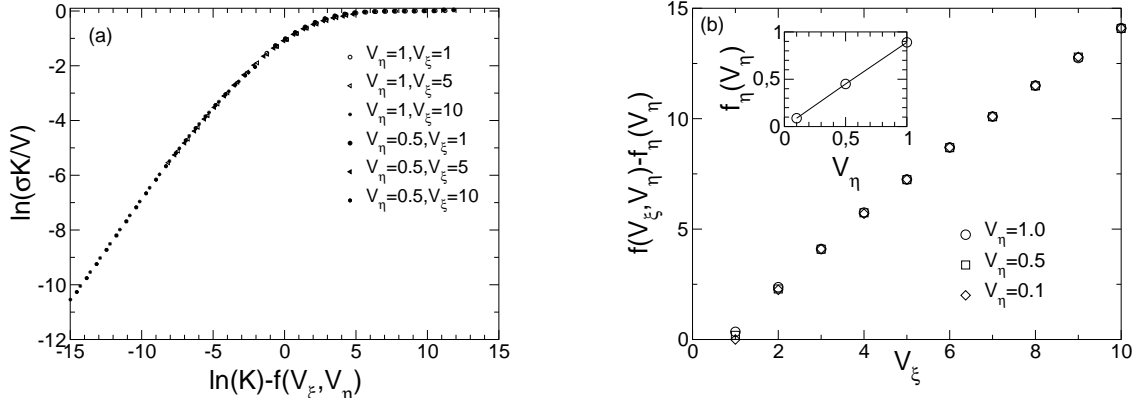 (a)
0
-2
-4
-6
-8
-10
-12
ln(σK/V)
V_η=1,V_ξ=1
V_η=1,V_ξ=5
V_η=1,V_ξ=10
V_η=0.5,V_ξ=1
V_η=0.5,V_ξ=5
V_η=0.5,V_ξ=10
-15 -10 -5 0 5 10 15
ln(K)-f(V_ξ,V_η)
(b)
15
10
5
0
f(V_ξ,V_η)-f_η(V_η)
1
0,5
0
f_η(V_η)
0 0,5 1
V_η
V_η=1.0
V_η=0.5
V_η=0.1
0 2 4 6 8 10
V_ξ